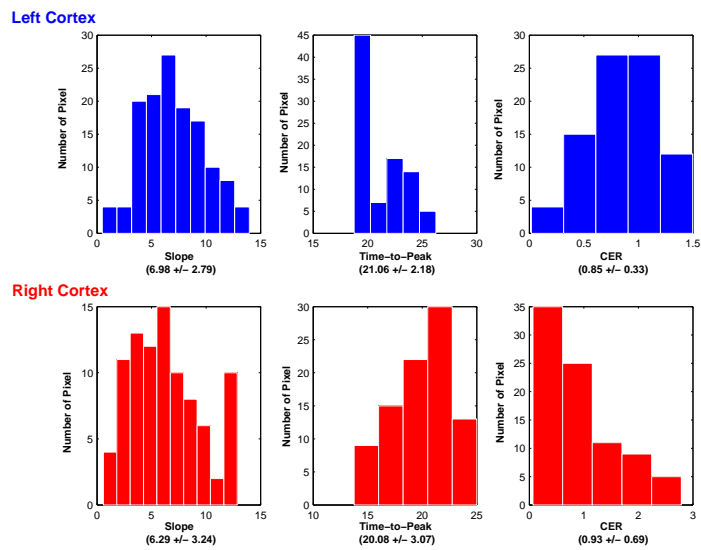 Left Cortex
30
25
20
15
10
5
0
Number of Pixel
0 5 10 15
Slope
(6.98 +/− 2.79)
45
40
35
30
25
20
15
10
5
0
Number of Pixel
15 20 25 30
Time−to−Peak
(21.06 +/− 2.18)
30
25
20
15
10
5
0
Number of Pixel
0 0.5 1 1.5
CER
(0.85 +/− 0.33)
Right Cortex
15
10
5
0
Number of Pixel
0 5 10 15
Slope
(6.29 +/− 3.24)
30
25
20
15
10
5
0
Number of Pixel
10 15 20 25
Time−to−Peak
(20.08 +/− 3.07)
35
30
25
20
15
10
5
0
Number of Pixel
0 1 2 3
CER
(0.93 +/− 0.69)